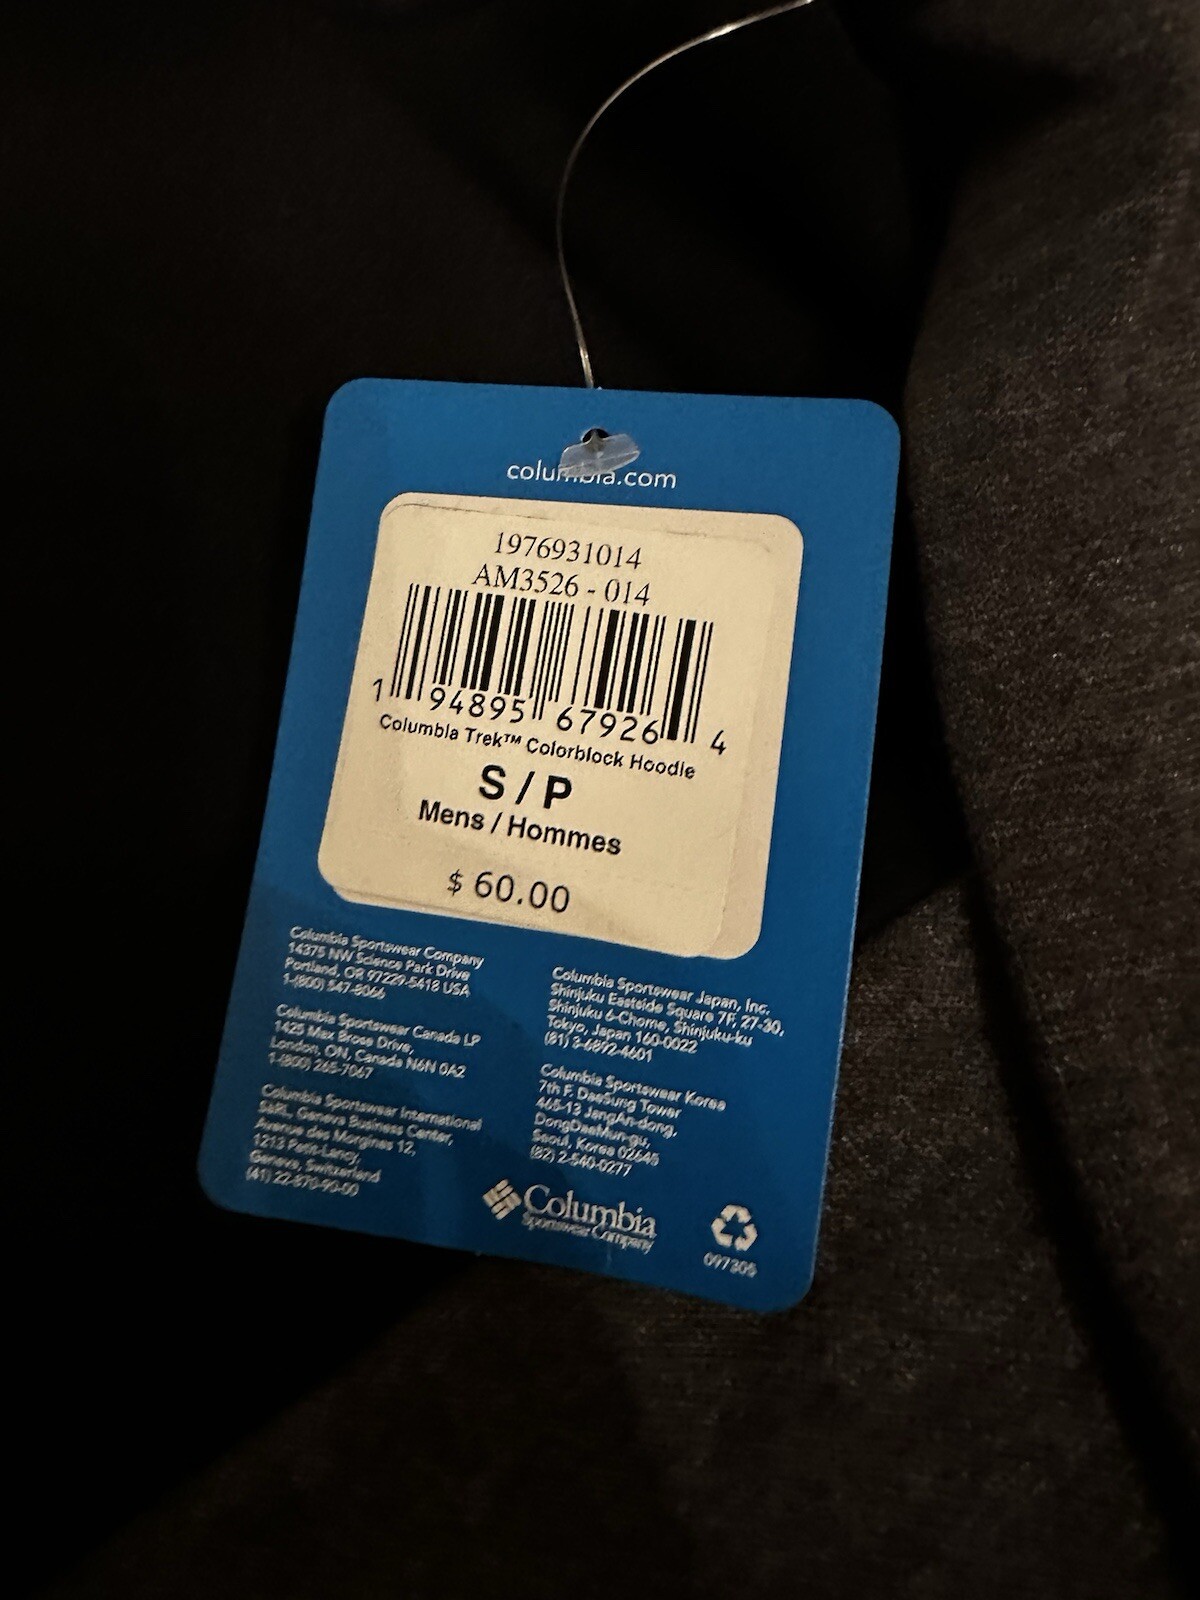 columbia.com
1976931014
AM3526 - 014
1 94895 67926 4
Columbia Trek™ Colorblock Hoodie
S / P
Mens / Hommes
$ 60.00
Columbia Sportswear Company
14375 NW Science Park Drive
Portland, OR 97229-5418 USA
1-(800) 547-8066
Columbia Sportswear Canada LP
1425 Max Brose Drive,
London, ON, Canada N6N 0A2
1-(800) 265-7067
Columbia Sportswear International
SáRL, Geneva Business Center,
Avenue des Morgines 12,
1213 Petit-Lancy,
Geneva, Switzerland
(41) 22-870-90-00
Columbia Sportswear Japan, Inc.
Shinjuku Eastside Square 7F, 27-30,
Shinjuku 6-Chome, Shinjuku-ku
Tokyo, Japan 160-0022
(81) 3-6892-4601
Columbia Sportswear Korea
7th F. DaeSung Tower
465-13 JangAn-dong,
DongDaeMun-gu,
Seoul, Korea 02645
(82) 2-540-0277
Columbia
Sportswear Company
097305